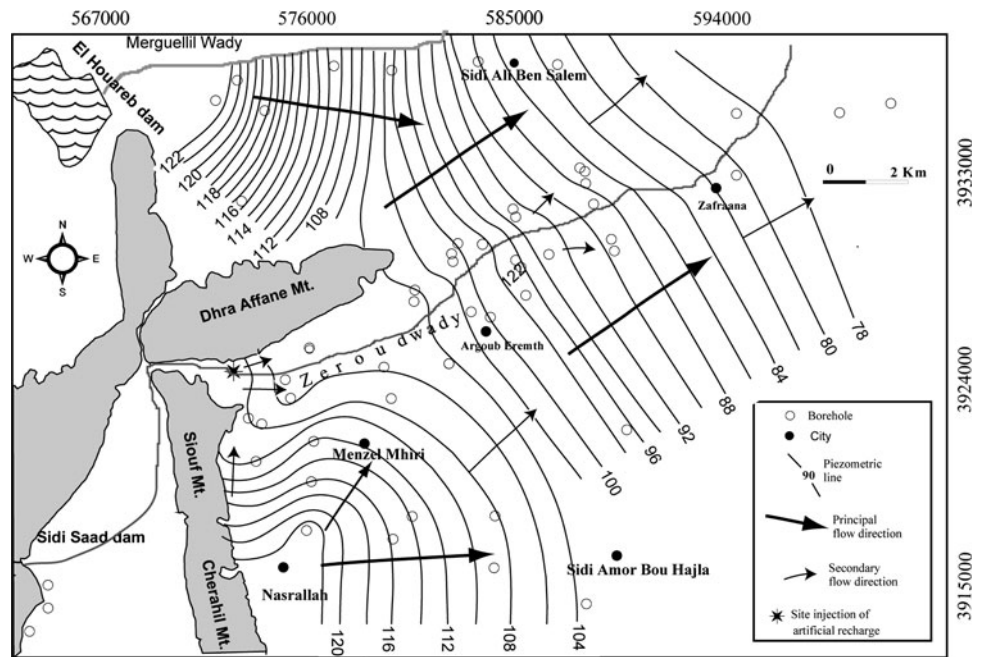 567000
576000
585000
594000
Merguellil Wady
El Houareb dam
Sidi Ali Ben Salem
3933000
0 2 Km
Zafraana
122
120
118
116
114
112
108
N
W E
S
122
Dhra Affane Mt.
Zeroudwady
Argoub Eremth
78
80
84
88
92
96
100
3924000
Borehole
City
90
Piezometric
line
Principal
flow direction
Secondary
flow direction
Site injection of
artificial recharge
Siouf Mt.
Menzel Mhiri
Sidi Saad dam
Cherahil Mt.
Nasrallah
Sidi Amor Bou Hajla
3915000
120
116
112
108
104